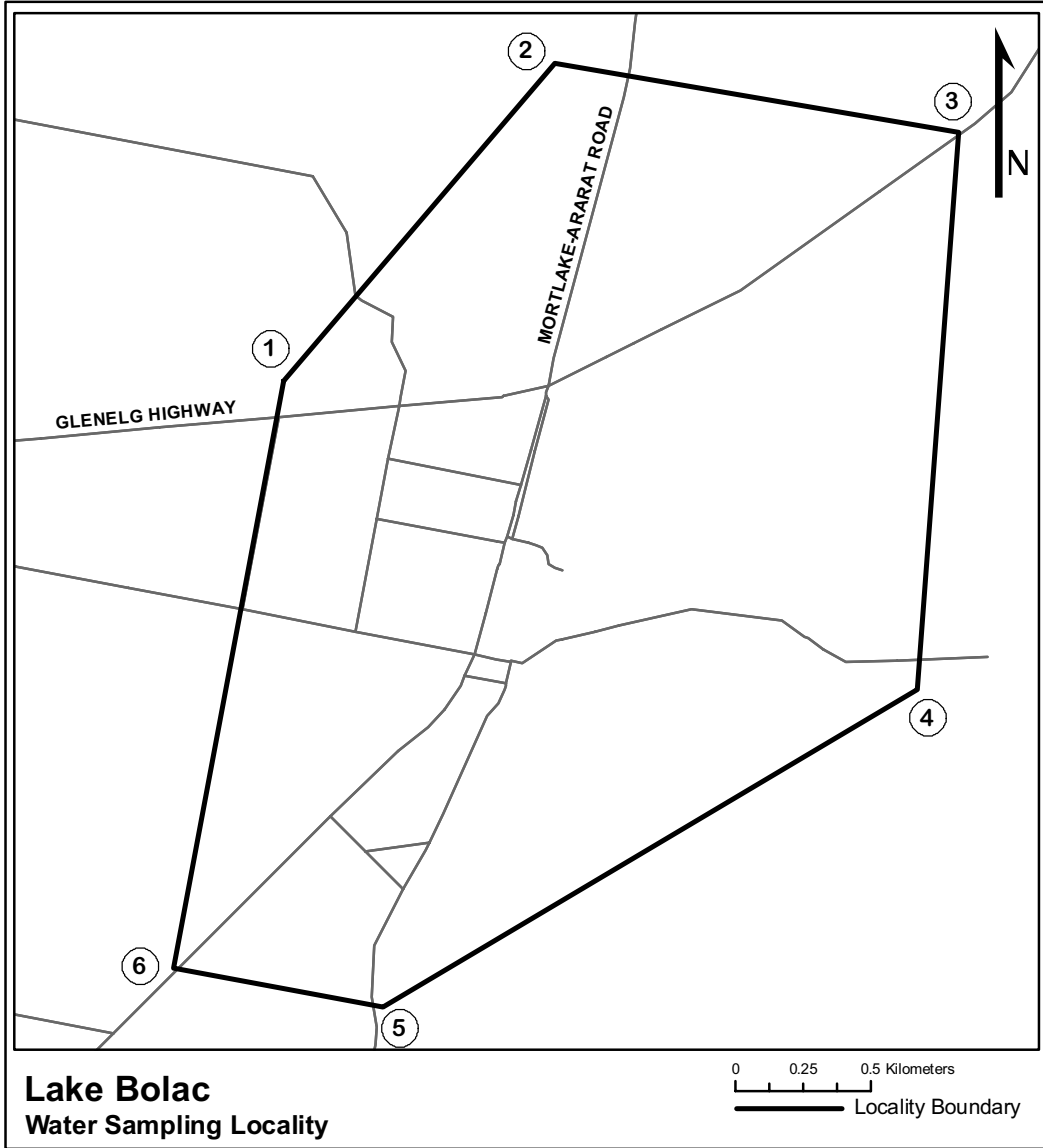 2
3
N
MORTLAKE-ARARAT ROAD
1
GLENELG HIGHWAY
4
6
5
Lake Bolac
Water Sampling Locality
0 0.25 0.5 Kilometers
Locality Boundary